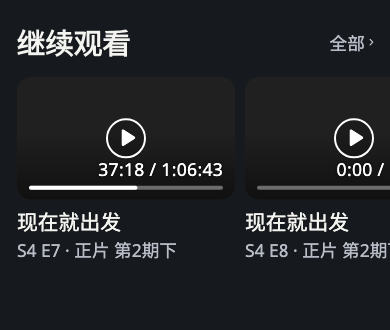 继续观看
全部 ›
37:18 / 1:06:43
0:00 /
现在就出发
现在就出发
S4 E7 · 正片 第2期下
S4 E8 · 正片 第2期